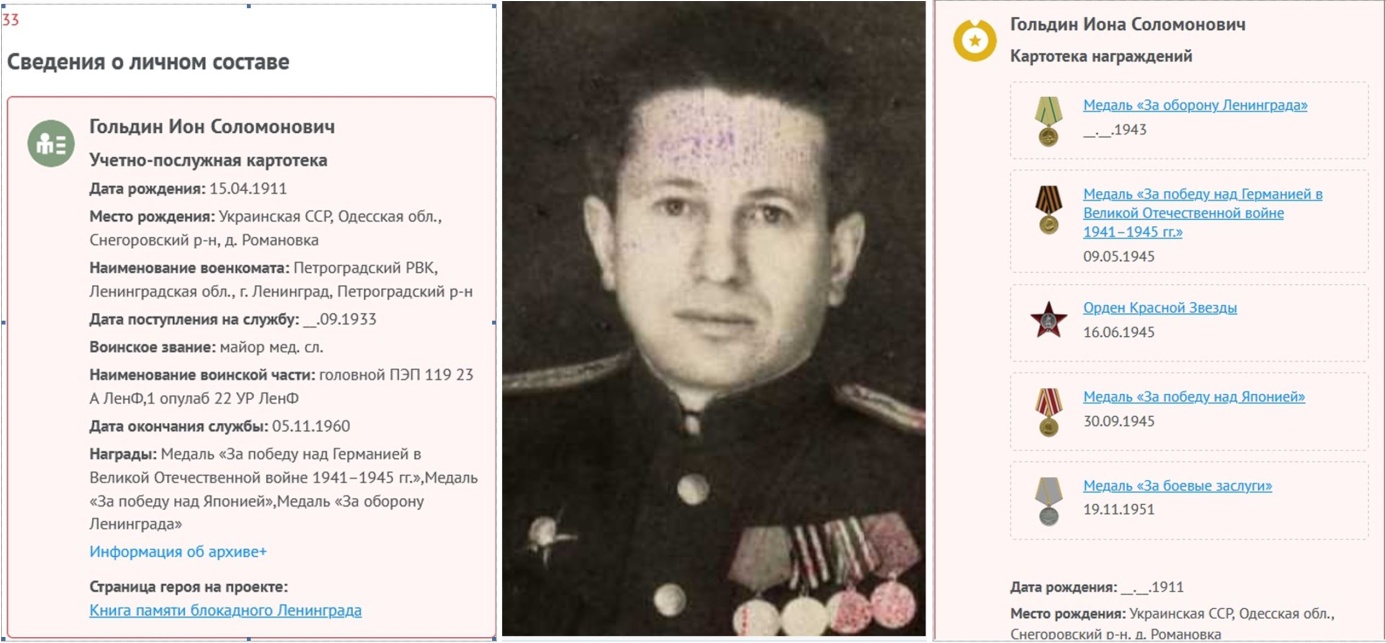 33
Сведения о личном составе
Гольдин Ион Соломонович
Учетно-послужная картотека
Дата рождения: 15.04.1911
Место рождения: Украинская ССР, Одесская обл.,
Снегоровский р-н, д. Романовка
Наименование военкомата: Петроградский РВК,
Ленинградская обл., г. Ленинград, Петроградский р-н
Дата поступления на службу: __.09.1933
Воинское звание: майор мед. сл.
Наименование воинской части: головной ПЭП 119 23
А ЛенФ,1 опулаб 22 УР ЛенФ
Дата окончания службы: 05.11.1960
Награды: Медаль «За победу над Германией в
Великой Отечественной войне 1941–1945 гг.»,Медаль
«За победу над Японией»,Медаль «За оборону
Ленинграда»
Информация об архиве+
Страница героя на проекте:
Книга памяти блокадного Ленинграда
Гольдин Иона Соломонович
Картотека награждений
Медаль «За оборону Ленинграда»
__.__.1943
Медаль «За победу над Германией в
Великой Отечественной войне
1941–1945 гг.»
09.05.1945
Орден Красной Звезды
16.06.1945
Медаль «За победу над Японией»
30.09.1945
Медаль «За боевые заслуги»
19.11.1951
Дата рождения: __.__.1911
Место рождения: Украинская ССР, Одесская обл.,
Снегоровский р-н, д. Романовка